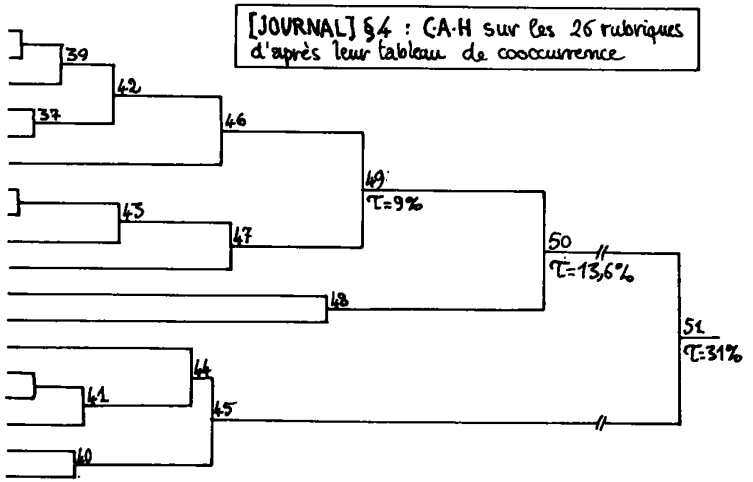 [JOURNAL] §4 : C·A·H sur les 26 rubriques
d'après leur tableau de cooccurrence
39
42
37
46
49
τ=9%
43
47
50
τ=13,6%
48
51
τ=31%
44
41
45
40